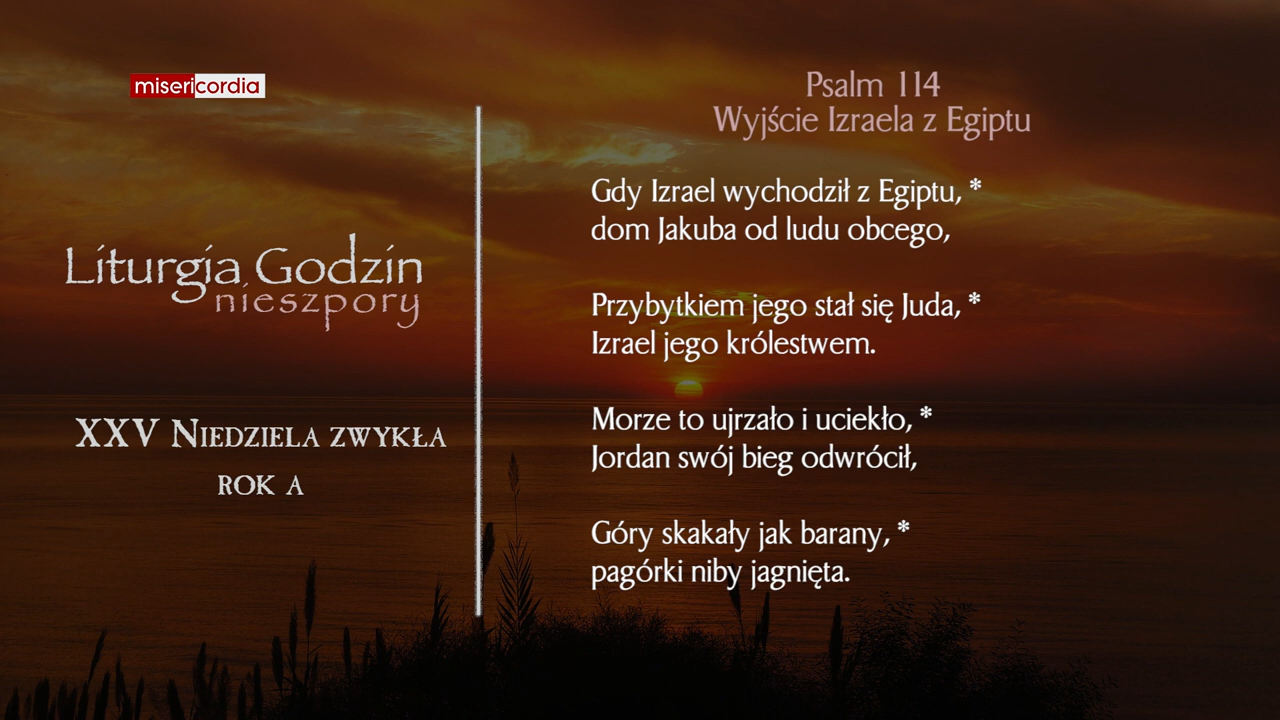 misericordia
Liturgia Godzin
nieszpory
XXV Niedziela zwykła
rok A
Psalm 114
Wyjście Izraela z Egiptu
Gdy Izrael wychodził z Egiptu, *
dom Jakuba od ludu obcego,
Przybytkiem jego stał się Juda, *
Izrael jego królestwem.
Morze to ujrzało i uciekło, *
Jordan swój bieg odwrócił,
Góry skakały jak barany, *
pagórki niby jagnięta.